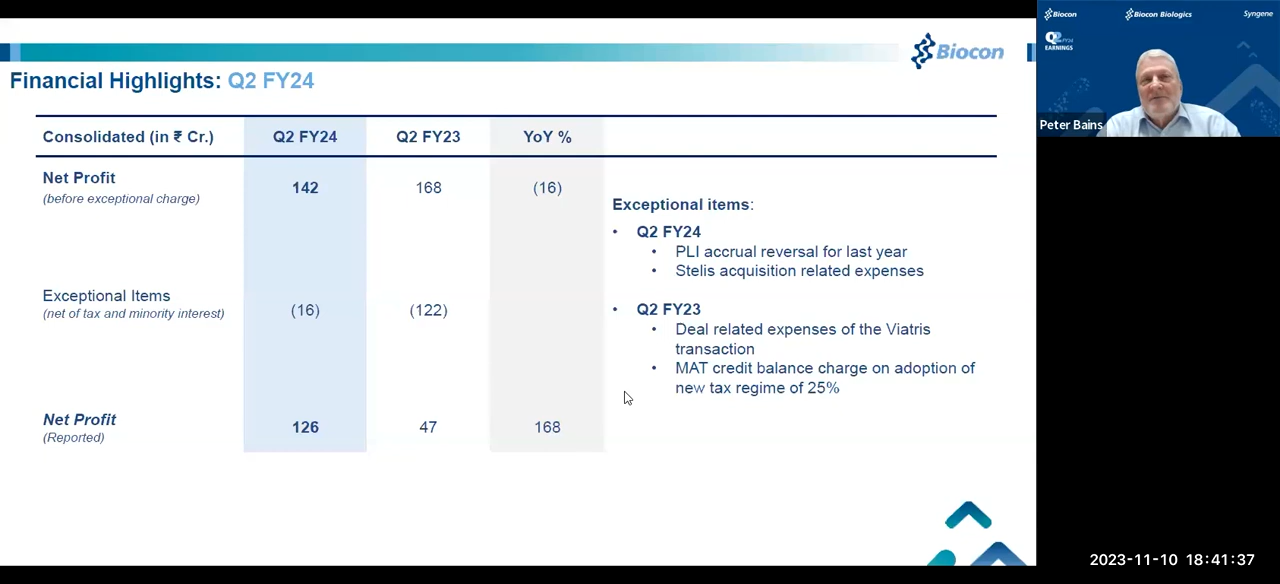 Biocon
Financial Highlights: Q2 FY24
Consolidated (in ₹ Cr.) Q2 FY24 Q2 FY23 YoY %
Net Profit
(before exceptional charge)
142 168 (16)
Exceptional Items
(net of tax and minority interest)
(16) (122)
Net Profit
(Reported)
126 47 168
Exceptional items:
• Q2 FY24
• PLI accrual reversal for last year
• Stelis acquisition related expenses
• Q2 FY23
• Deal related expenses of the Viatris
transaction
• MAT credit balance charge on adoption of
new tax regime of 25%
Biocon Biocon Biologics Syngene
Q2 FY24
EARNINGS
Peter Bains
2023-11-10 18:41:37